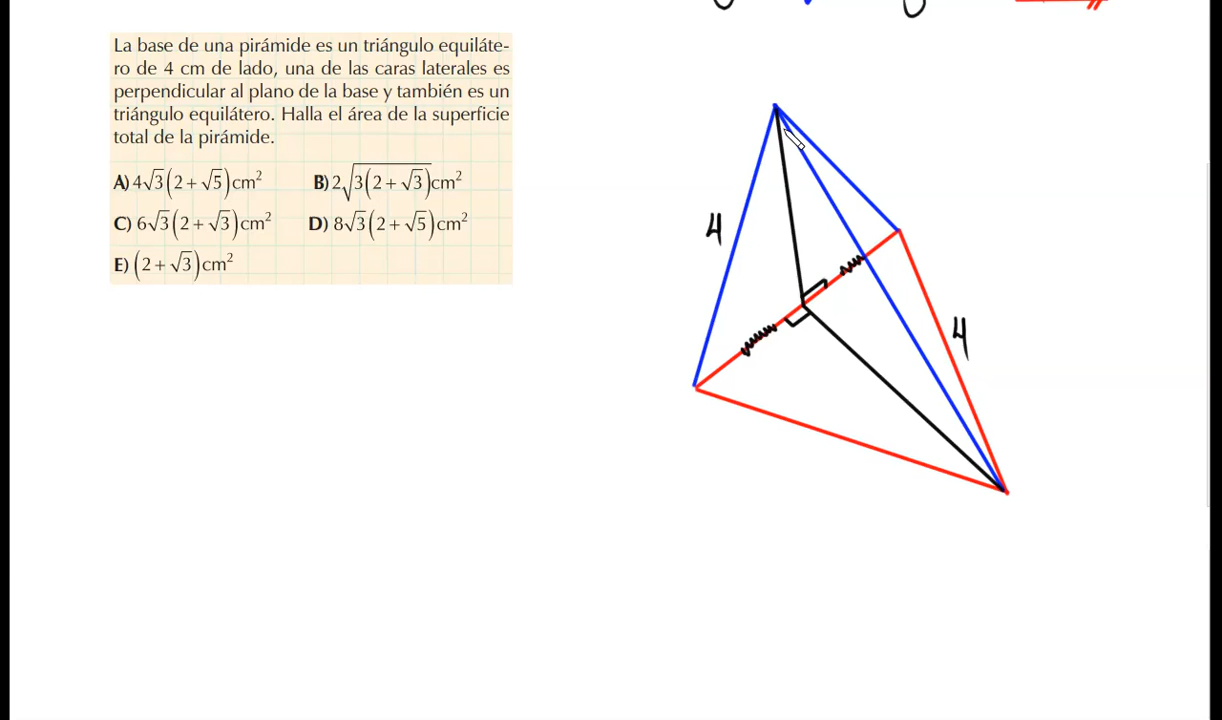 La base de una pirámide es un triángulo equiláte-
ro de 4 cm de lado, una de las caras laterales es
perpendicular al plano de la base y también es un
triángulo equilátero. Halla el área de la superficie
total de la pirámide.
A) 4√3(2 + √5)cm² B) 2√(3(2 + √3))cm²
C) 6√3(2 + √3)cm² D) 8√3(2 + √5)cm²
E) (2 + √3)cm²
4
4